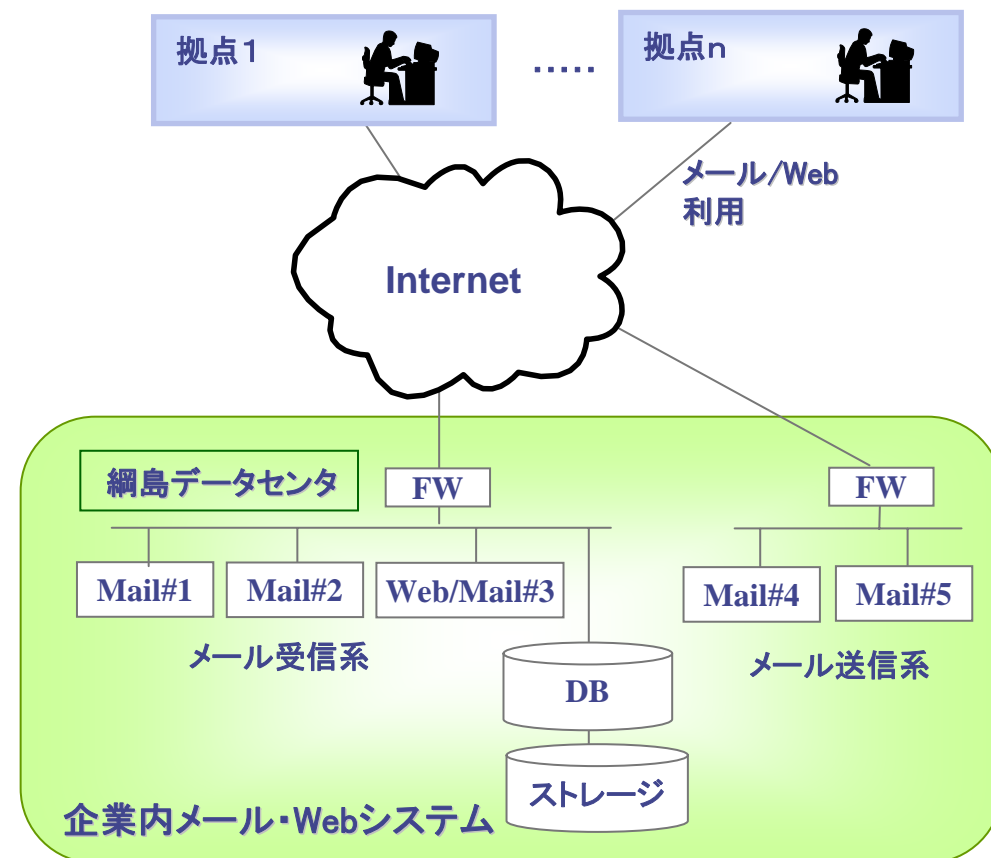 拠点1
・・・・・
拠点n
メール/Web
利用
Internet
綱島データセンタ
FW
FW
Mail#1
Mail#2
Web/Mail#3
Mail#4
Mail#5
メール受信系
メール送信系
DB
ストレージ
企業内メール・Webシステム